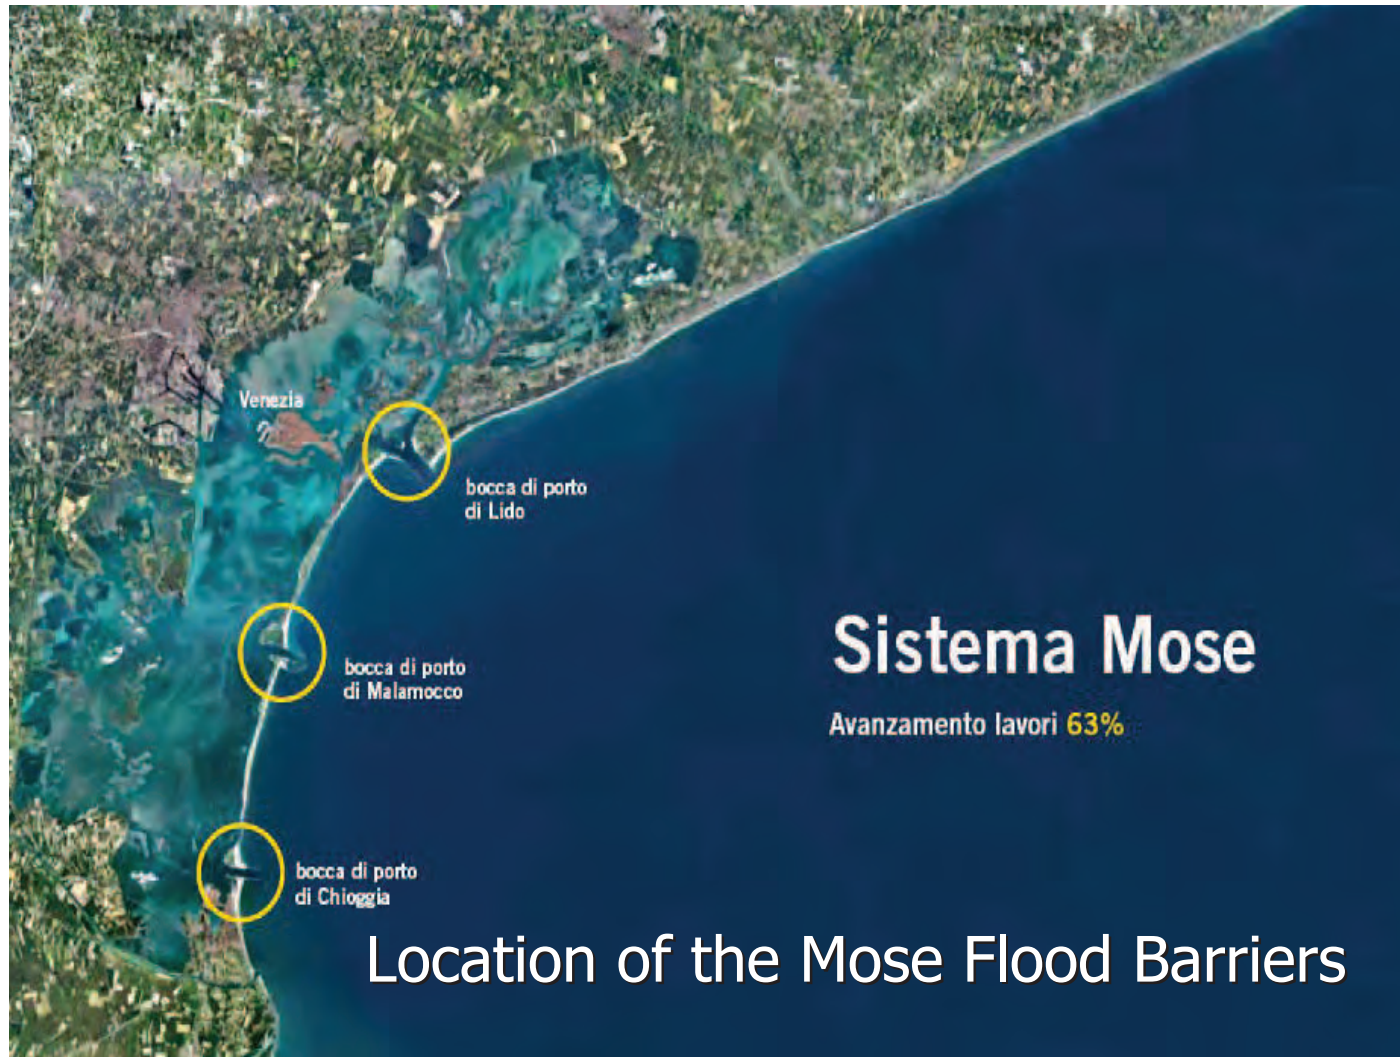 Venezia
bocca di porto
di Lido
bocca di porto
di Malamocco
Sistema Mose
Avanzamento lavori 63%
bocca di porto
di Chioggia
Location of the Mose Flood Barriers